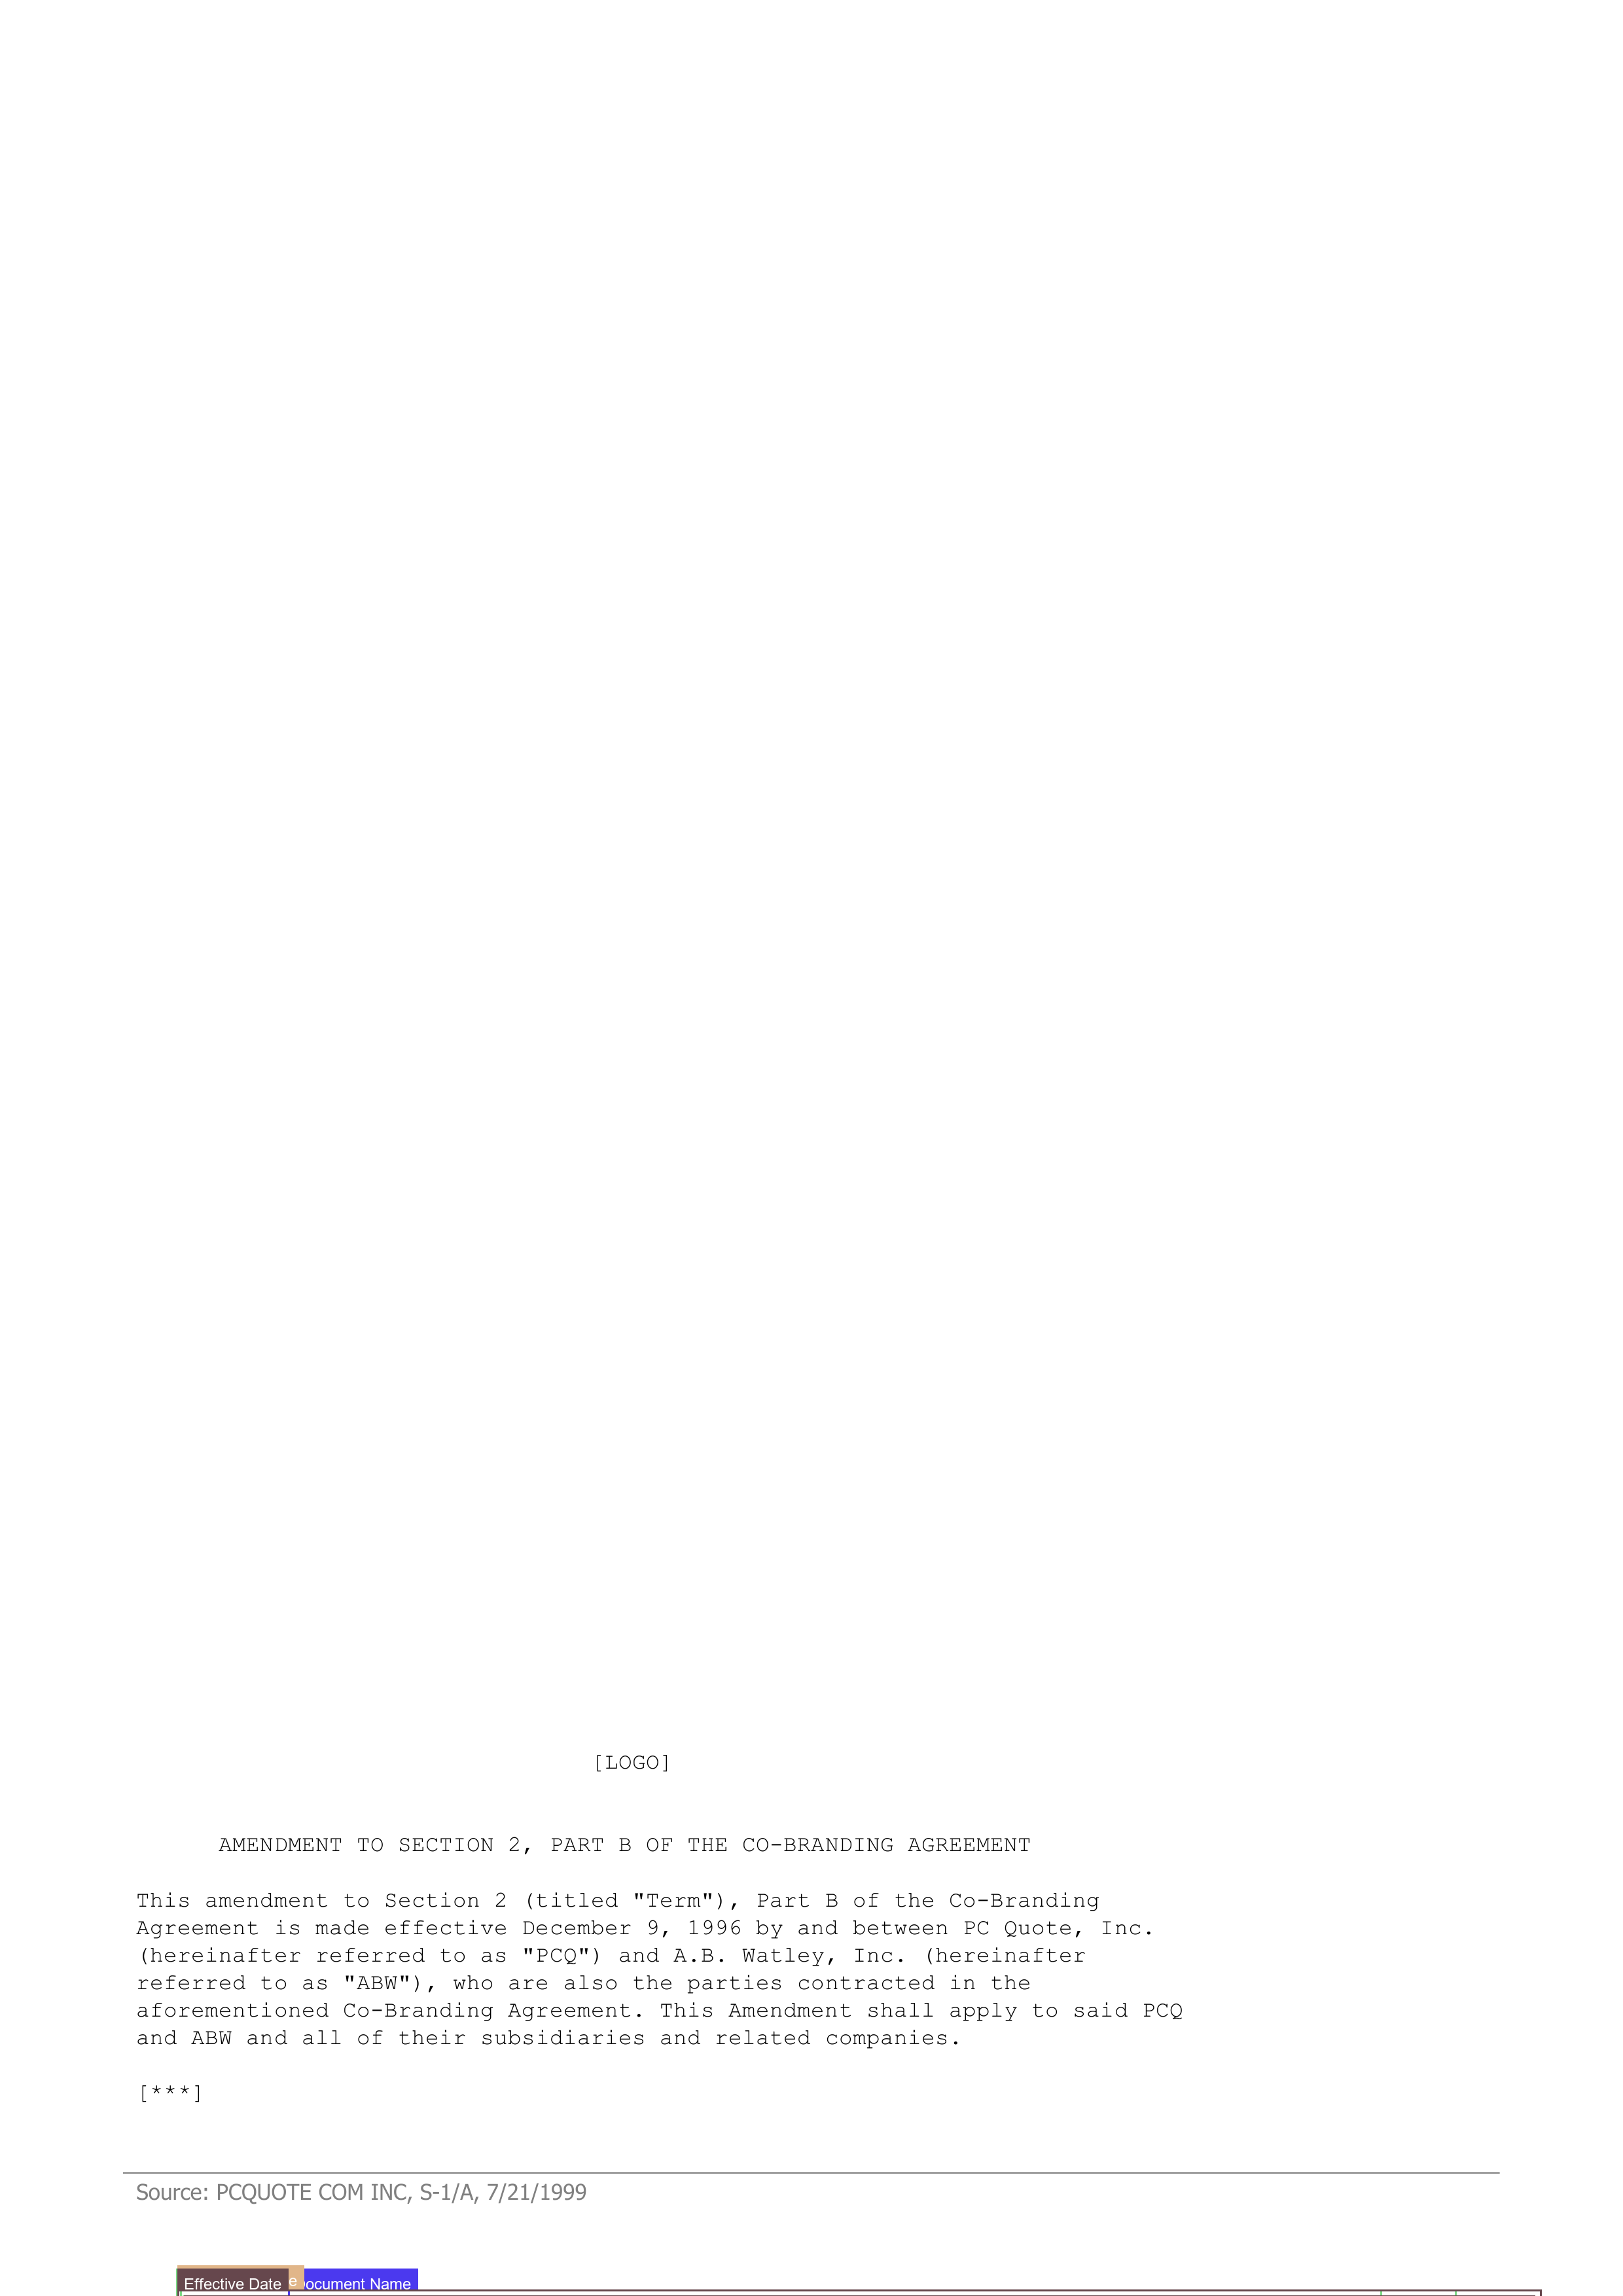 [LOGO]
AMENDMENT TO SECTION 2, PART B OF THE CO-BRANDING AGREEMENT
This amendment to Section 2 (titled "Term"), Part B of the Co-Branding
Agreement is made effective December 9, 1996 by and between PC Quote, Inc.
(hereinafter referred to as "PCQ") and A.B. Watley, Inc. (hereinafter
referred to as "ABW"), who are also the parties contracted in the
aforementioned Co-Branding Agreement. This Amendment shall apply to said PCQ
and ABW and all of their subsidiaries and related companies.
[***]
Source: PCQUOTE COM INC, S-1/A, 7/21/1999
Effective Date e ocument Name